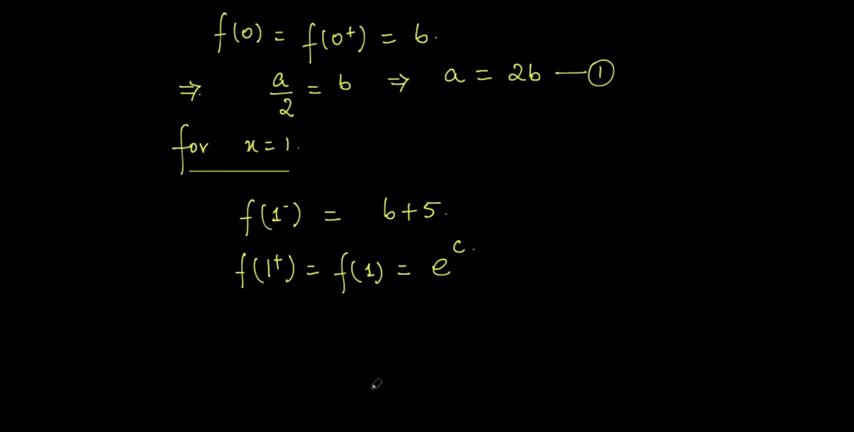 f(0) = f(0⁺) = b.
⇒ a/2 = b ⇒ a = 2b —①
for x = 1.
f(1⁻) = b+5.
f(1⁺) = f(1) = e^c.